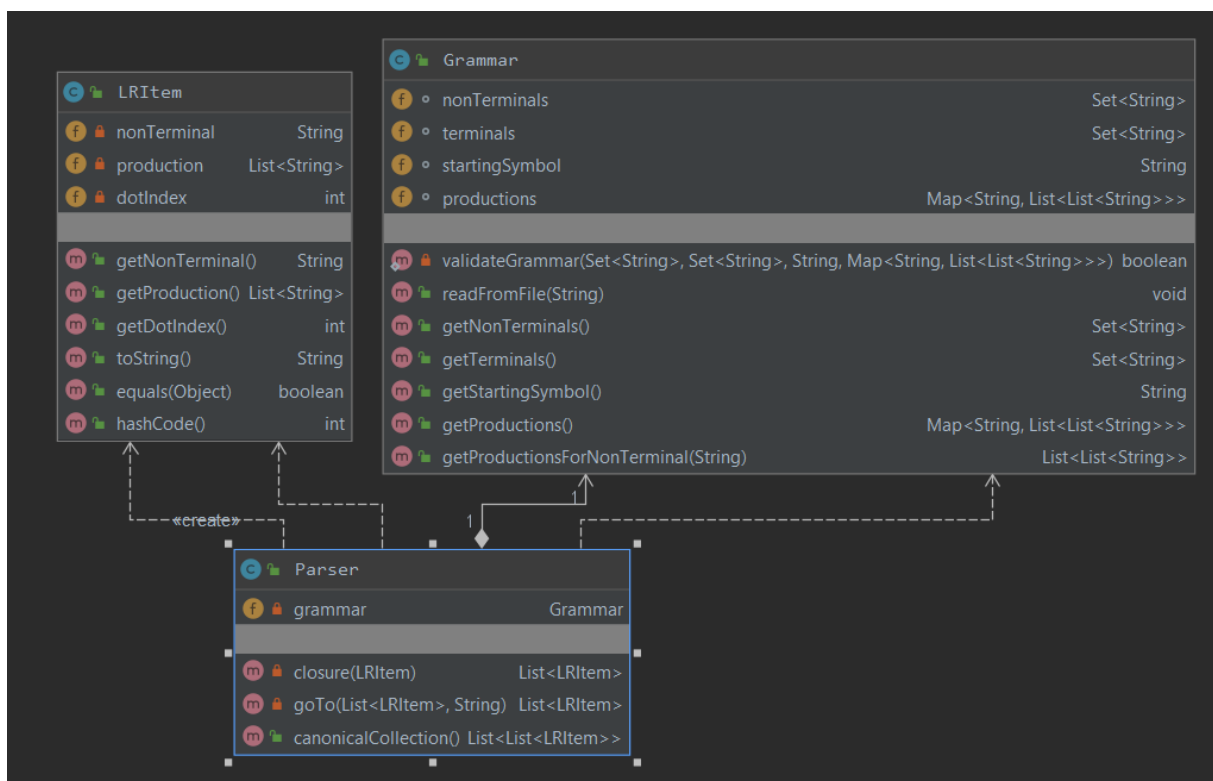 LRItem
nonTerminal String
production List<String>
dotIndex int
getNonTerminal() String
getProduction() List<String>
getDotIndex() int
toString() String
equals(Object) boolean
hashCode() int
Grammar
nonTerminals Set<String>
terminals Set<String>
startingSymbol String
productions Map<String, List<List<String>>>
validateGrammar(Set<String>, Set<String>, String, Map<String, List<List<String>>>) boolean
readFromFile(String) void
getNonTerminals() Set<String>
getTerminals() Set<String>
getStartingSymbol() String
getProductions() Map<String, List<List<String>>>
getProductionsForNonTerminal(String) List<List<String>>
1
«create»
1
Parser
grammar Grammar
closure(LRItem) List<LRItem>
goTo(List<LRItem>, String) List<LRItem>
canonicalCollection() List<List<LRItem>>